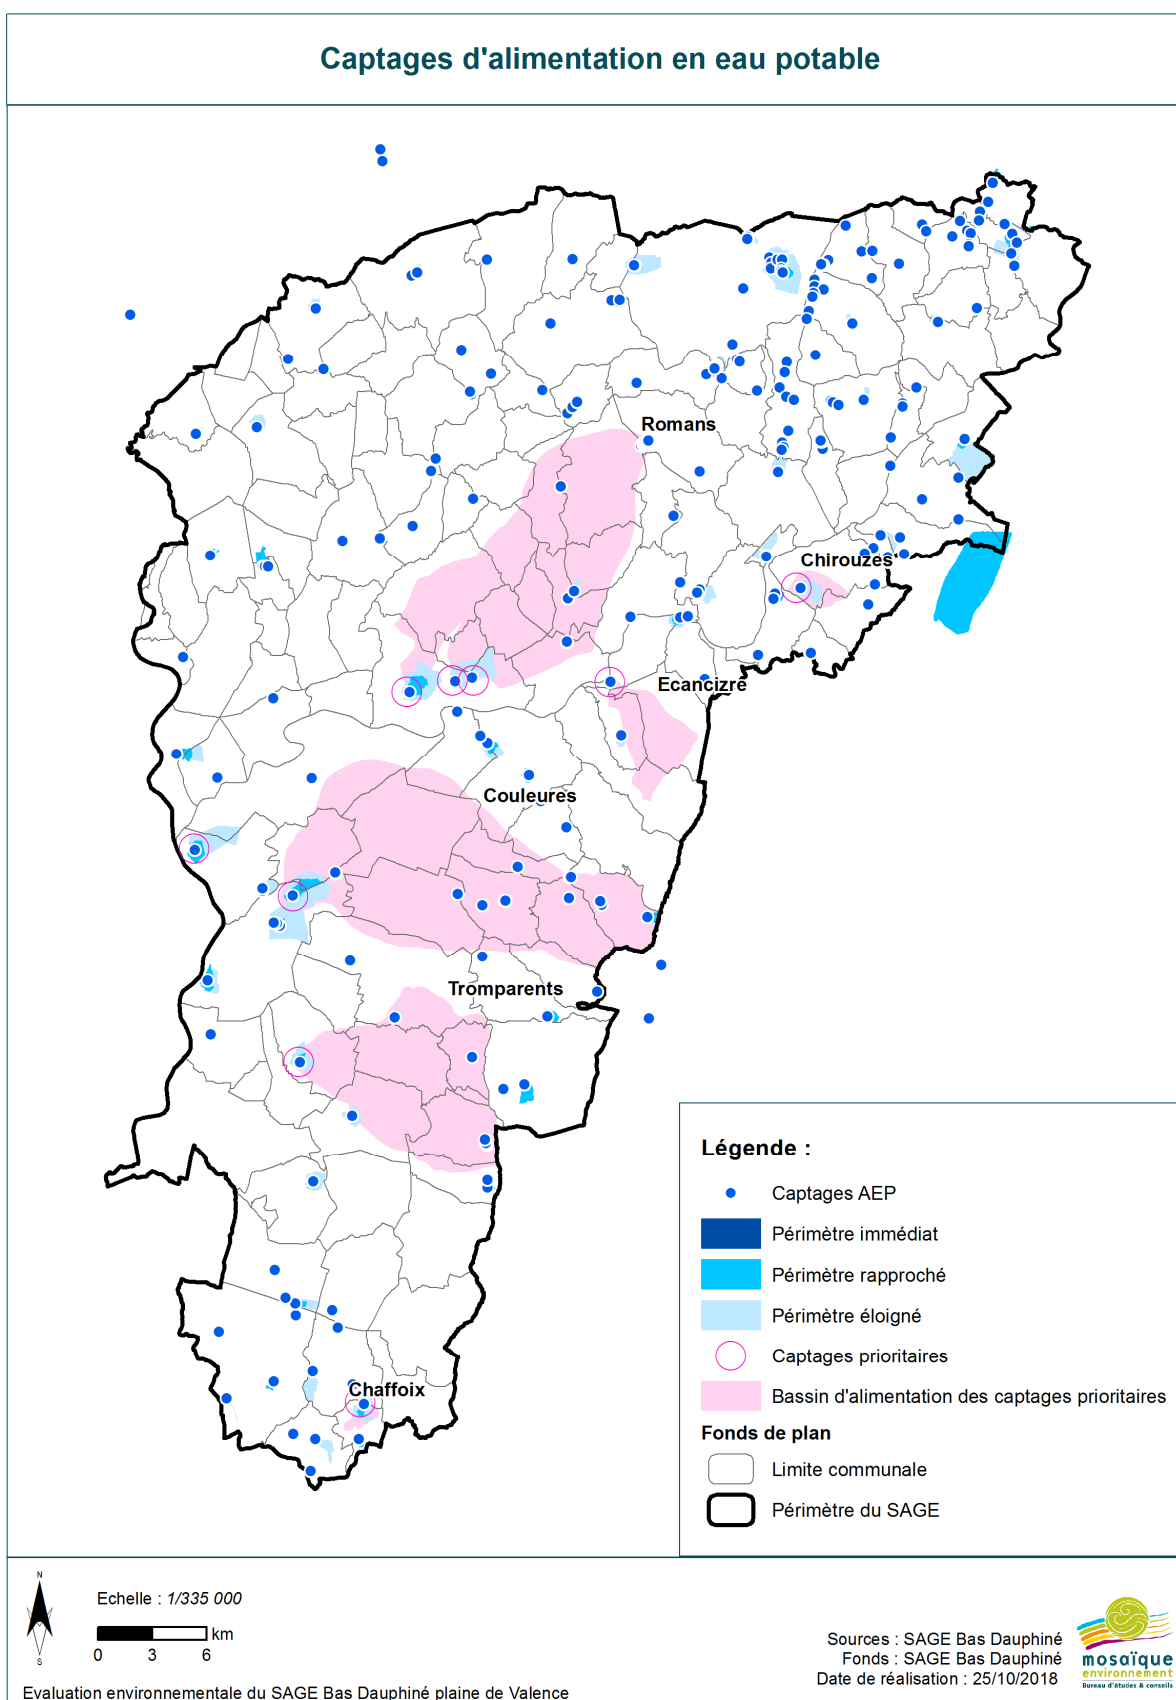 Captages d'alimentation en eau potable
Romans
Chirouzes
Ecancizre
Couleures
Tromparents
Chaffoix
Légende :
Captages AEP
Périmètre immédiat
Périmètre rapproché
Périmètre éloigné
Captages prioritaires
Bassin d'alimentation des captages prioritaires
Fonds de plan
Limite communale
Périmètre du SAGE
N
S
Echelle : 1/335 000
km
0 3 6
Evaluation environnementale du SAGE Bas Dauphiné plaine de Valence
Sources : SAGE Bas Dauphiné
Fonds : SAGE Bas Dauphiné
Date de réalisation : 25/10/2018
mosaïque
environnement
Bureau d'études & conseils